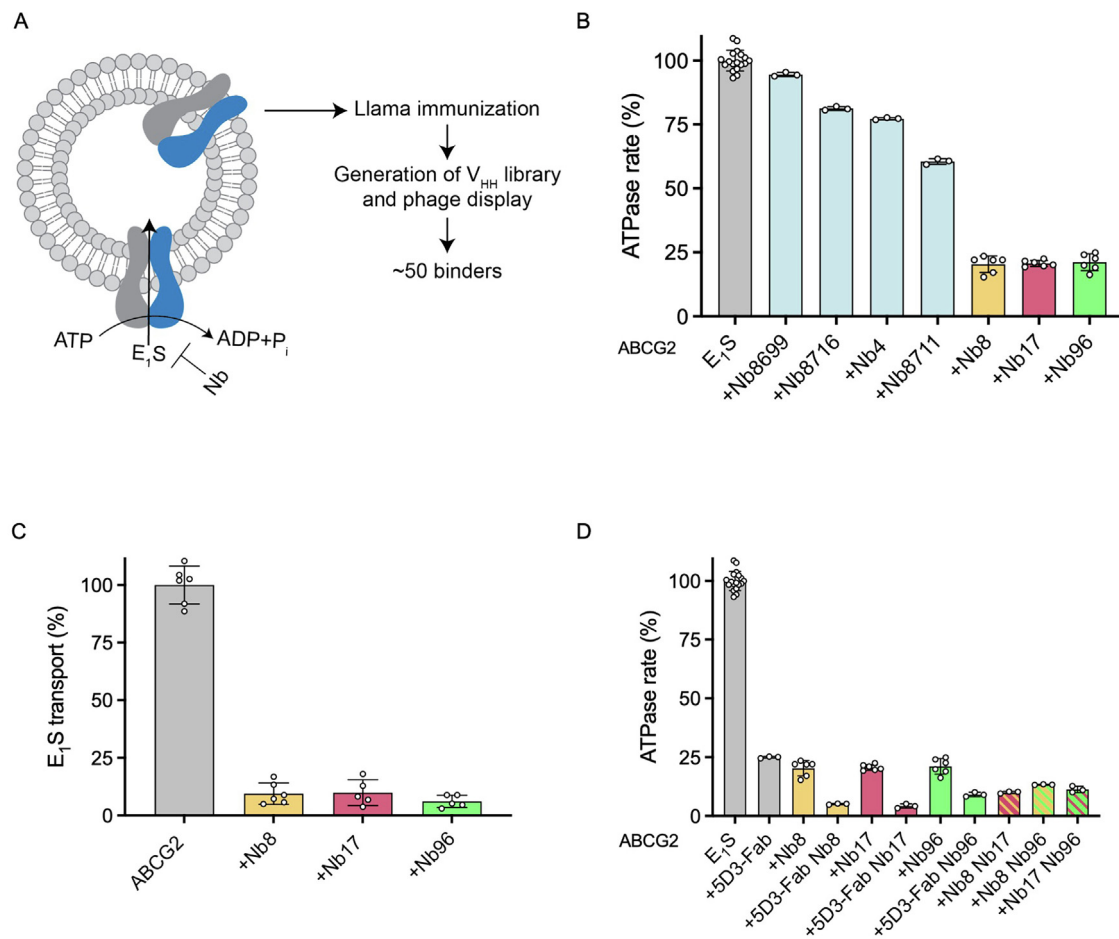 A
Llama immunization
Generation of VHH library
and phage display
~50 binders
ATP
E1S
ADP+Pi
Nb
B
ATPase rate (%)
100
75
50
25
0
ABCG2
E1S
+Nb8699
+Nb8716
+Nb4
+Nb8711
+Nb8
+Nb17
+Nb96
C
E1S transport (%)
100
75
50
25
0
ABCG2
+Nb8
+Nb17
+Nb96
D
ATPase rate (%)
100
75
50
25
0
ABCG2
E1S
+5D3-Fab
+Nb8
+5D3-Fab Nb8
+Nb17
+5D3-Fab Nb17
+Nb96
+5D3-Fab Nb96
+Nb8 Nb17
+Nb8 Nb96
+Nb17 Nb96